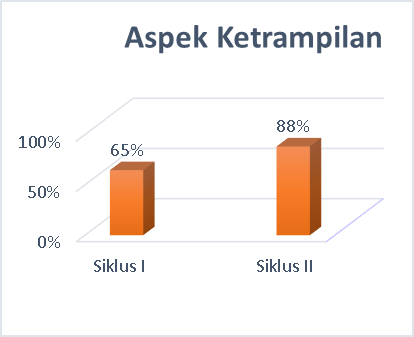 Aspek Ketrampilan
88%
65%
100%
50%
0%
Siklus I
Siklus II